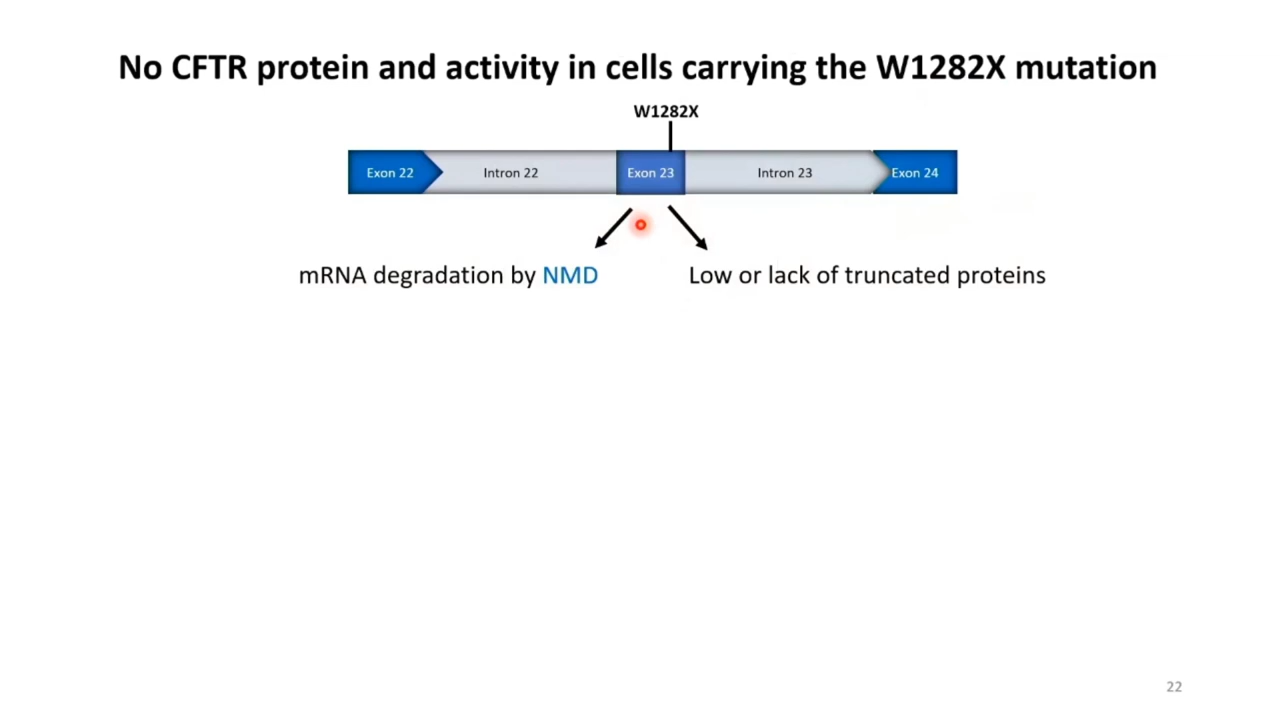 No CFTR protein and activity in cells carrying the W1282X mutation
W1282X
Exon 22
Intron 22
Exon 23
Intron 23
Exon 24
mRNA degradation by NMD
Low or lack of truncated proteins
22